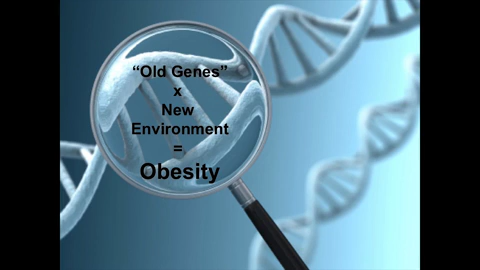 “Old Genes”
x
New
Environment
=
Obesity